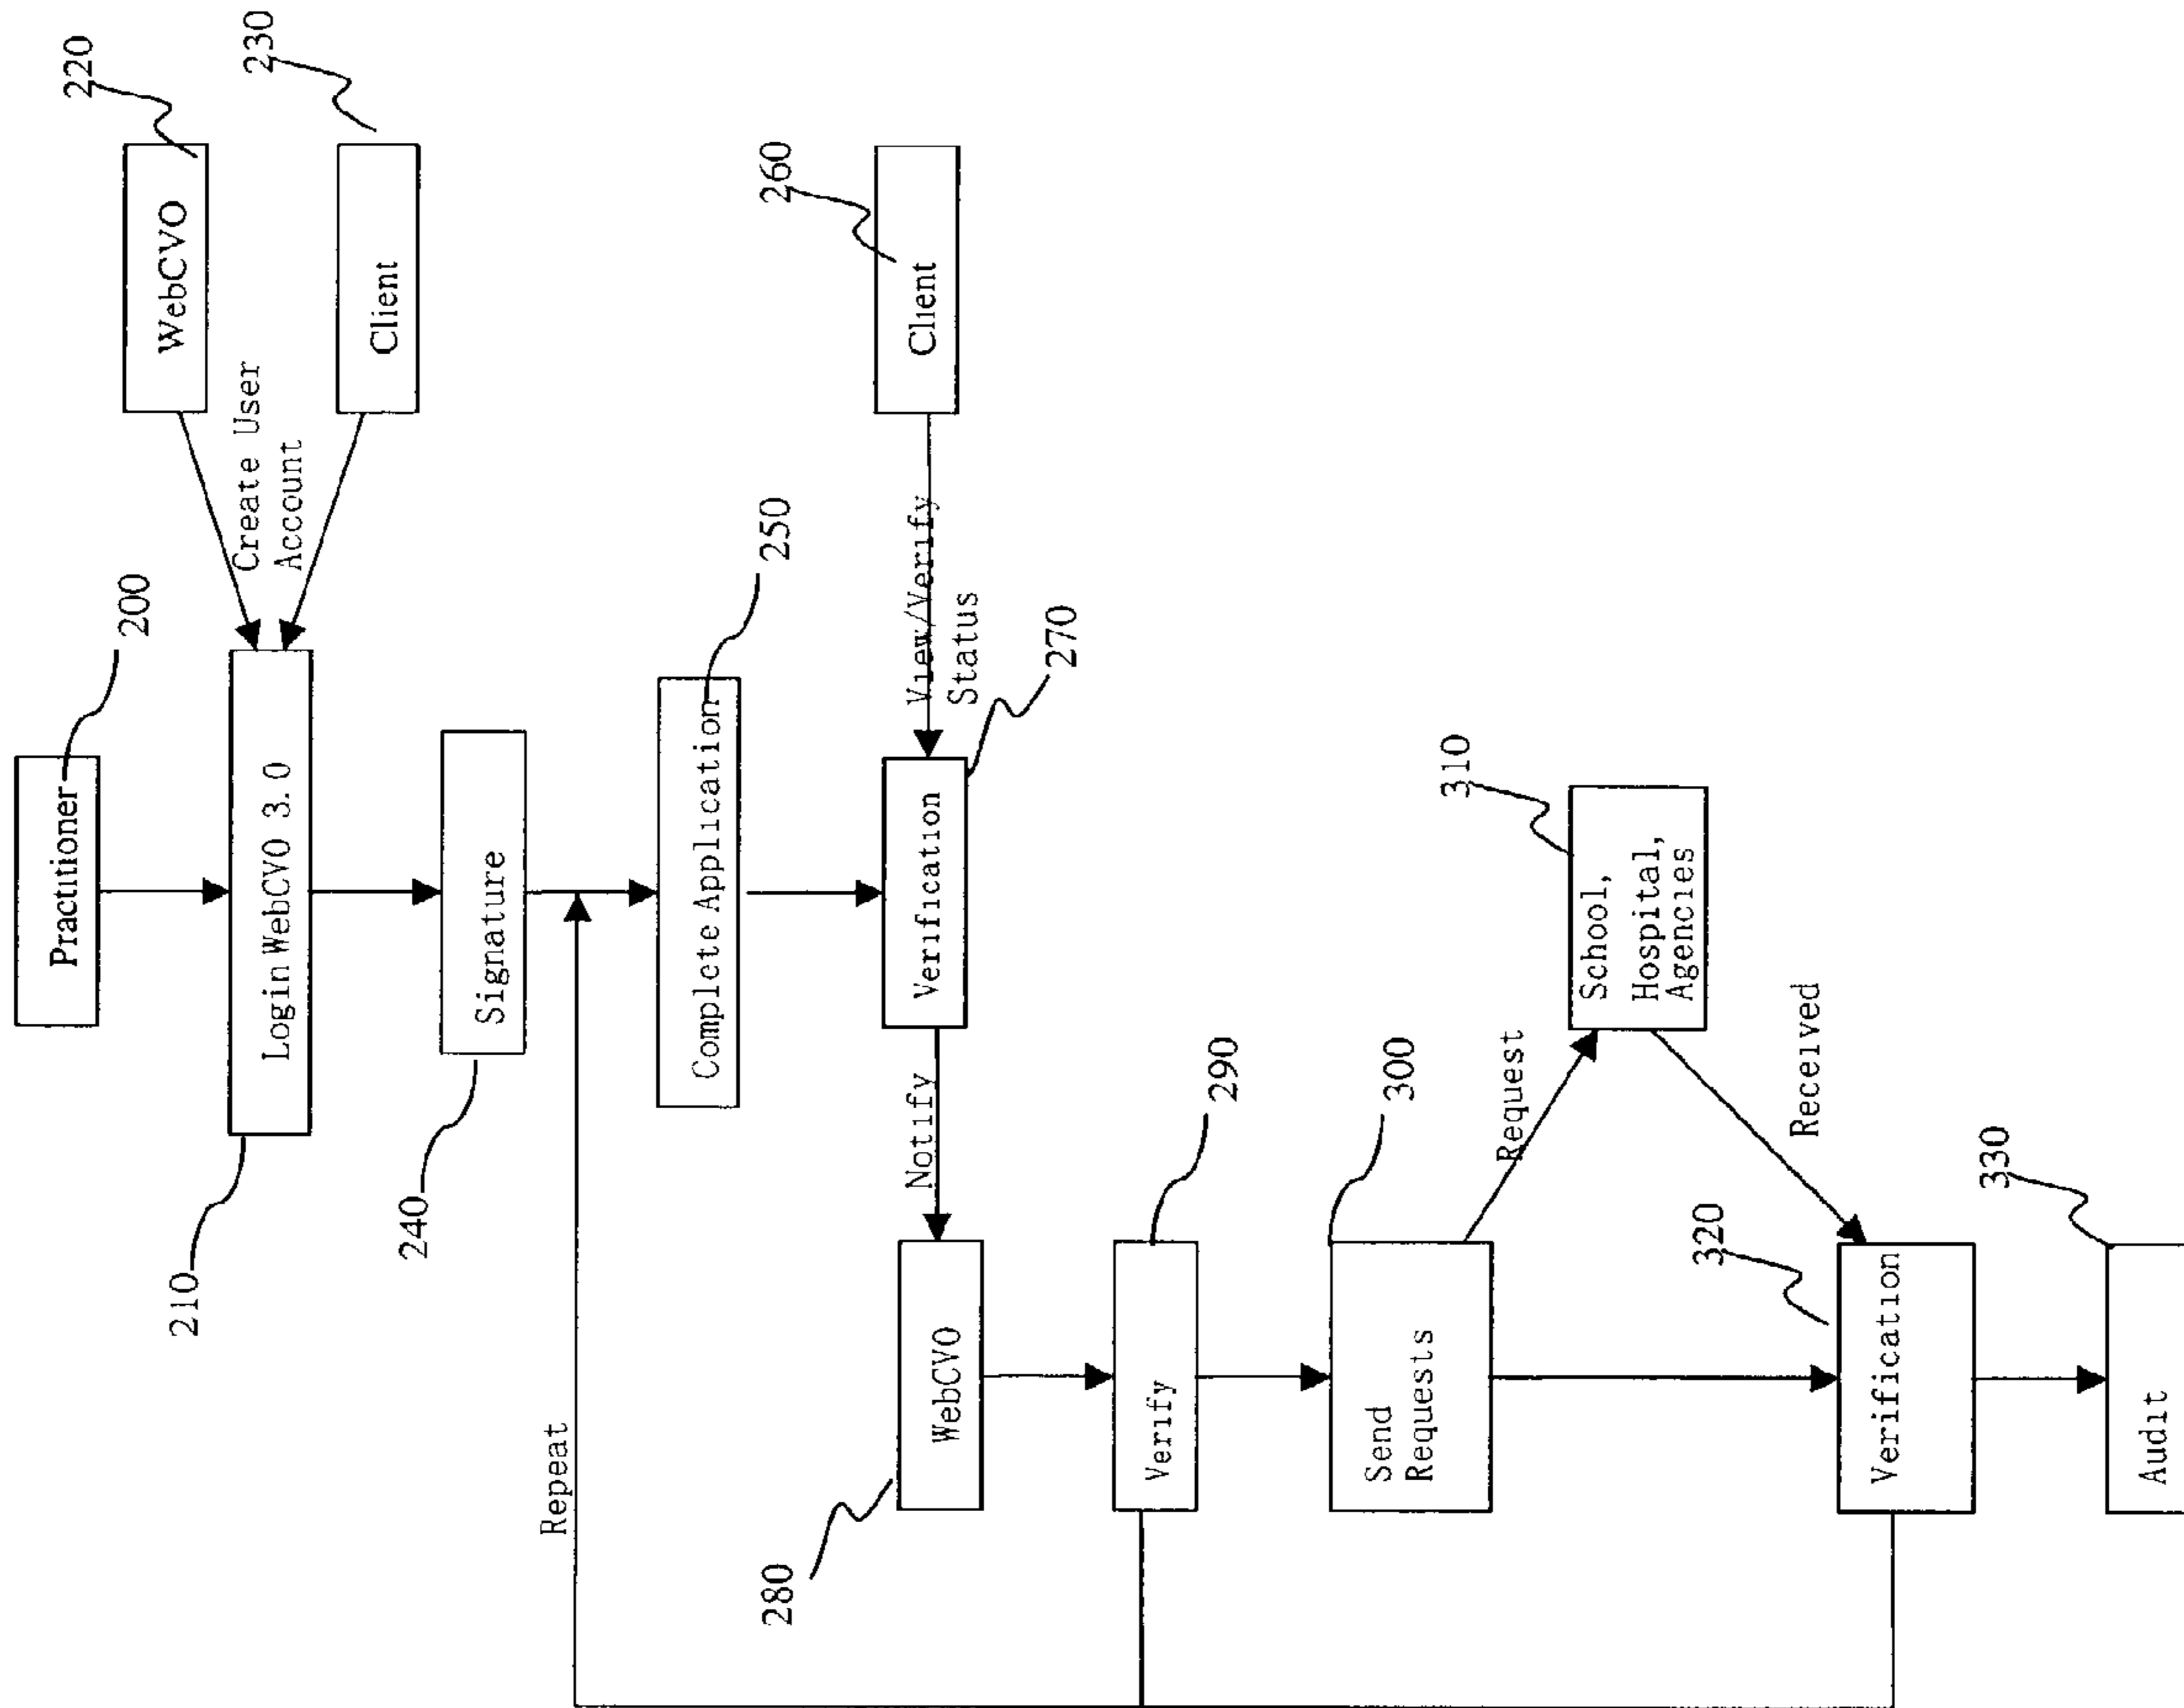 Practitioner
200
LoginWebCVO 3.0
210
WebCVO
220
Create User
Account
Client
230
Signature
240
Complete Application
250
Client
260
View/Verify
Status
Verification
270
Notify
WebCVO
280
Repeat
Verify
290
Send
Requests
300
Request
School,
Hospital,
Agencies
310
Received
Verification
320
Audit
330